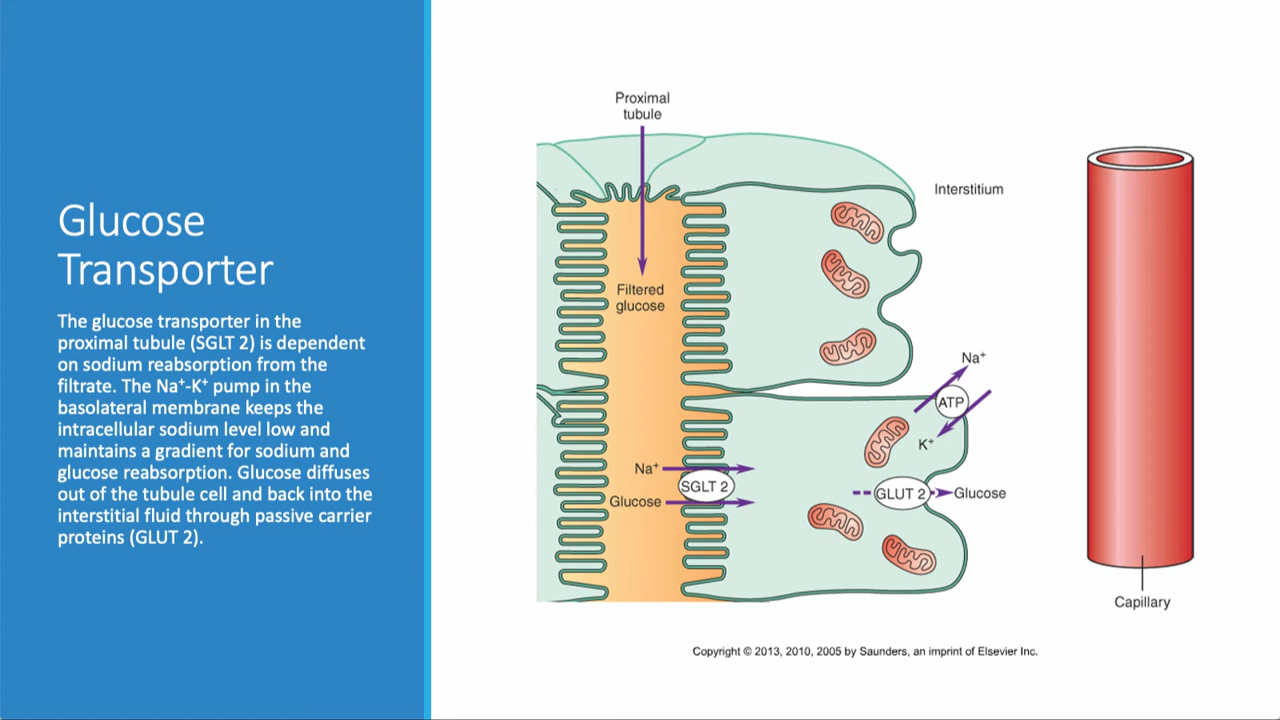 Glucose
Transporter
The glucose transporter in the
proximal tubule (SGLT 2) is dependent
on sodium reabsorption from the
filtrate. The Na⁺-K⁺ pump in the
basolateral membrane keeps the
intracellular sodium level low and
maintains a gradient for sodium and
glucose reabsorption. Glucose diffuses
out of the tubule cell and back into the
interstitial fluid through passive carrier
proteins (GLUT 2).
Proximal
tubule
Interstitium
Filtered
glucose
Na⁺
ATP
K⁺
Na⁺
SGLT 2
Glucose
GLUT 2
Glucose
Capillary
Copyright © 2013, 2010, 2005 by Saunders, an imprint of Elsevier Inc.